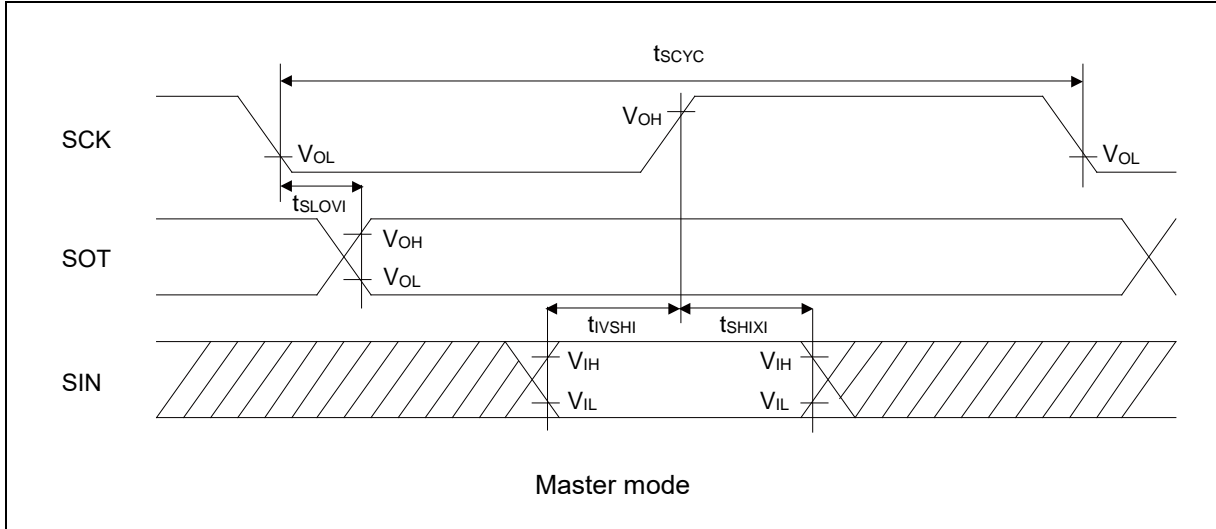 tSCYC
SCK
VOH
VOL
VOL
tSLOVI
SOT
VOH
VOL
tIVSHI
tSHIXI
SIN
VIH
VIH
VIL
VIL
Master mode